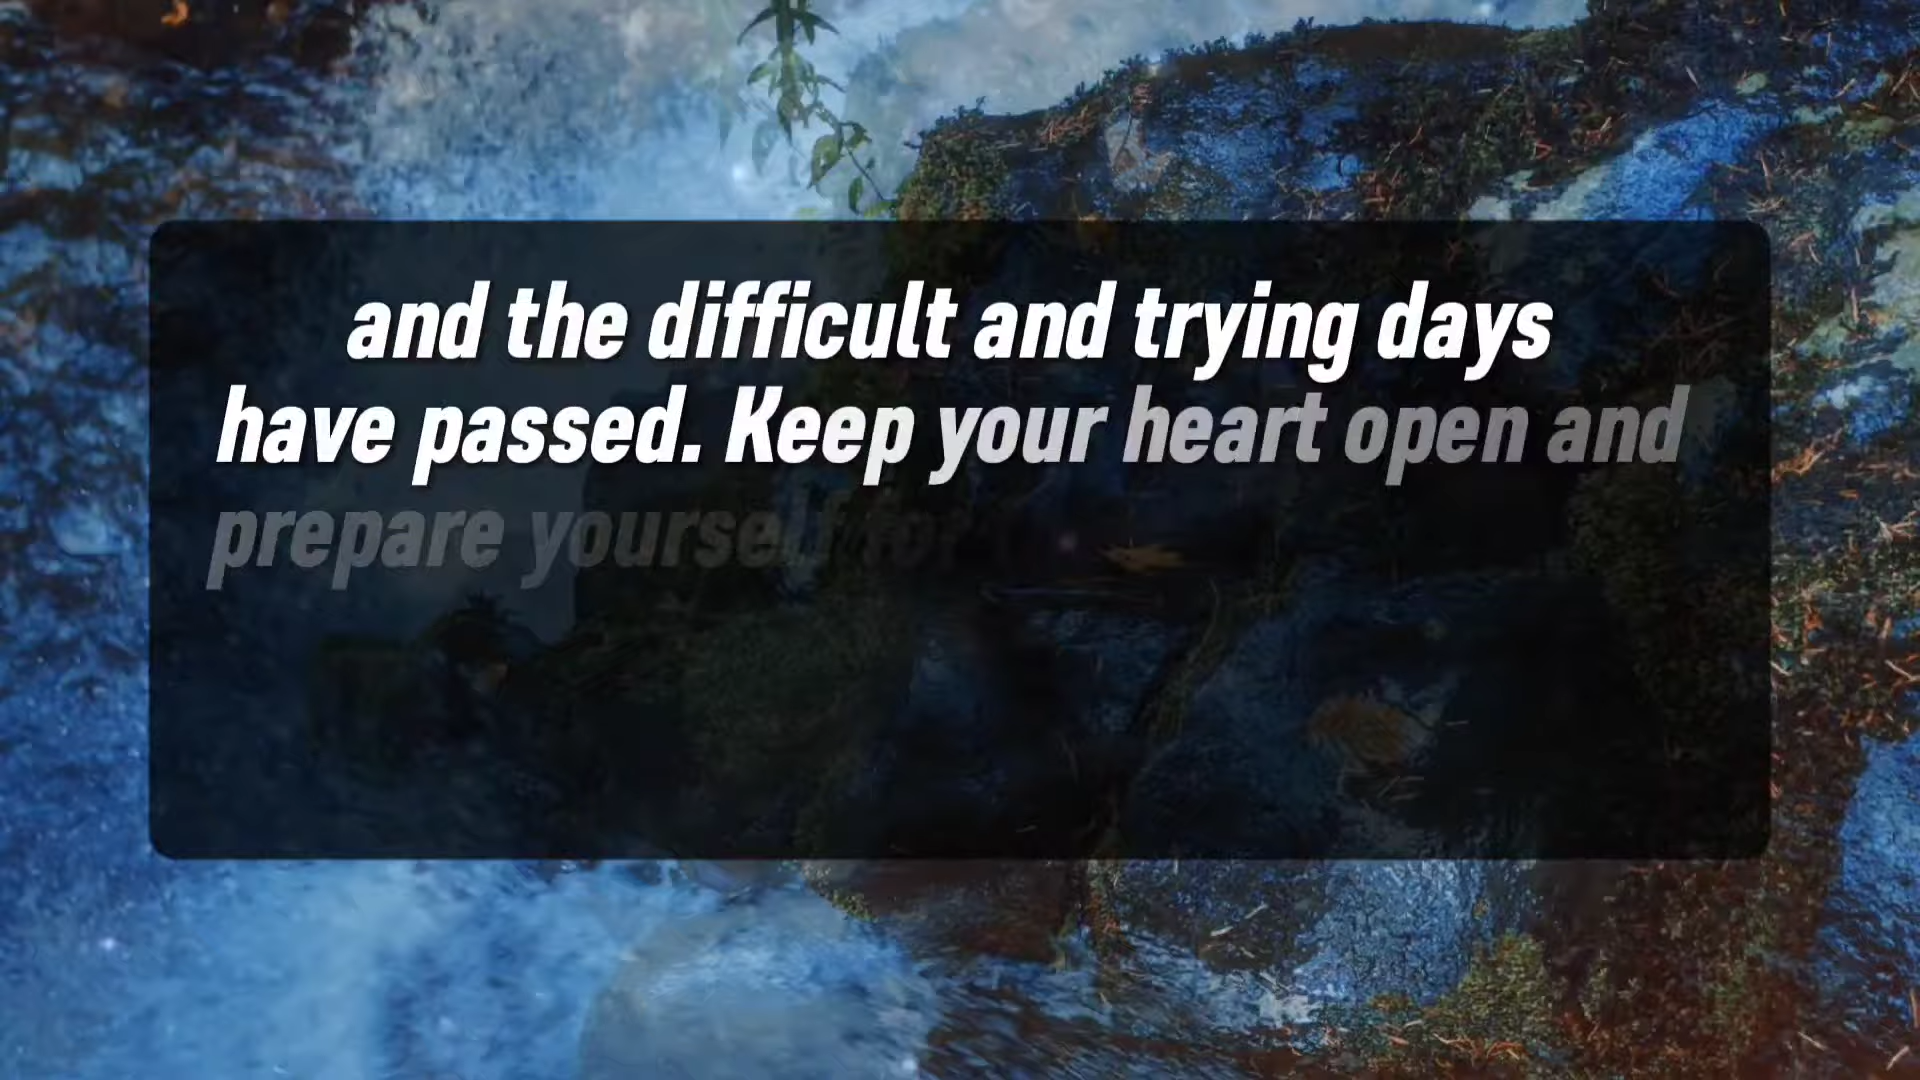 and the difficult and trying days
have passed. Keep your heart open and
prepare yourself for